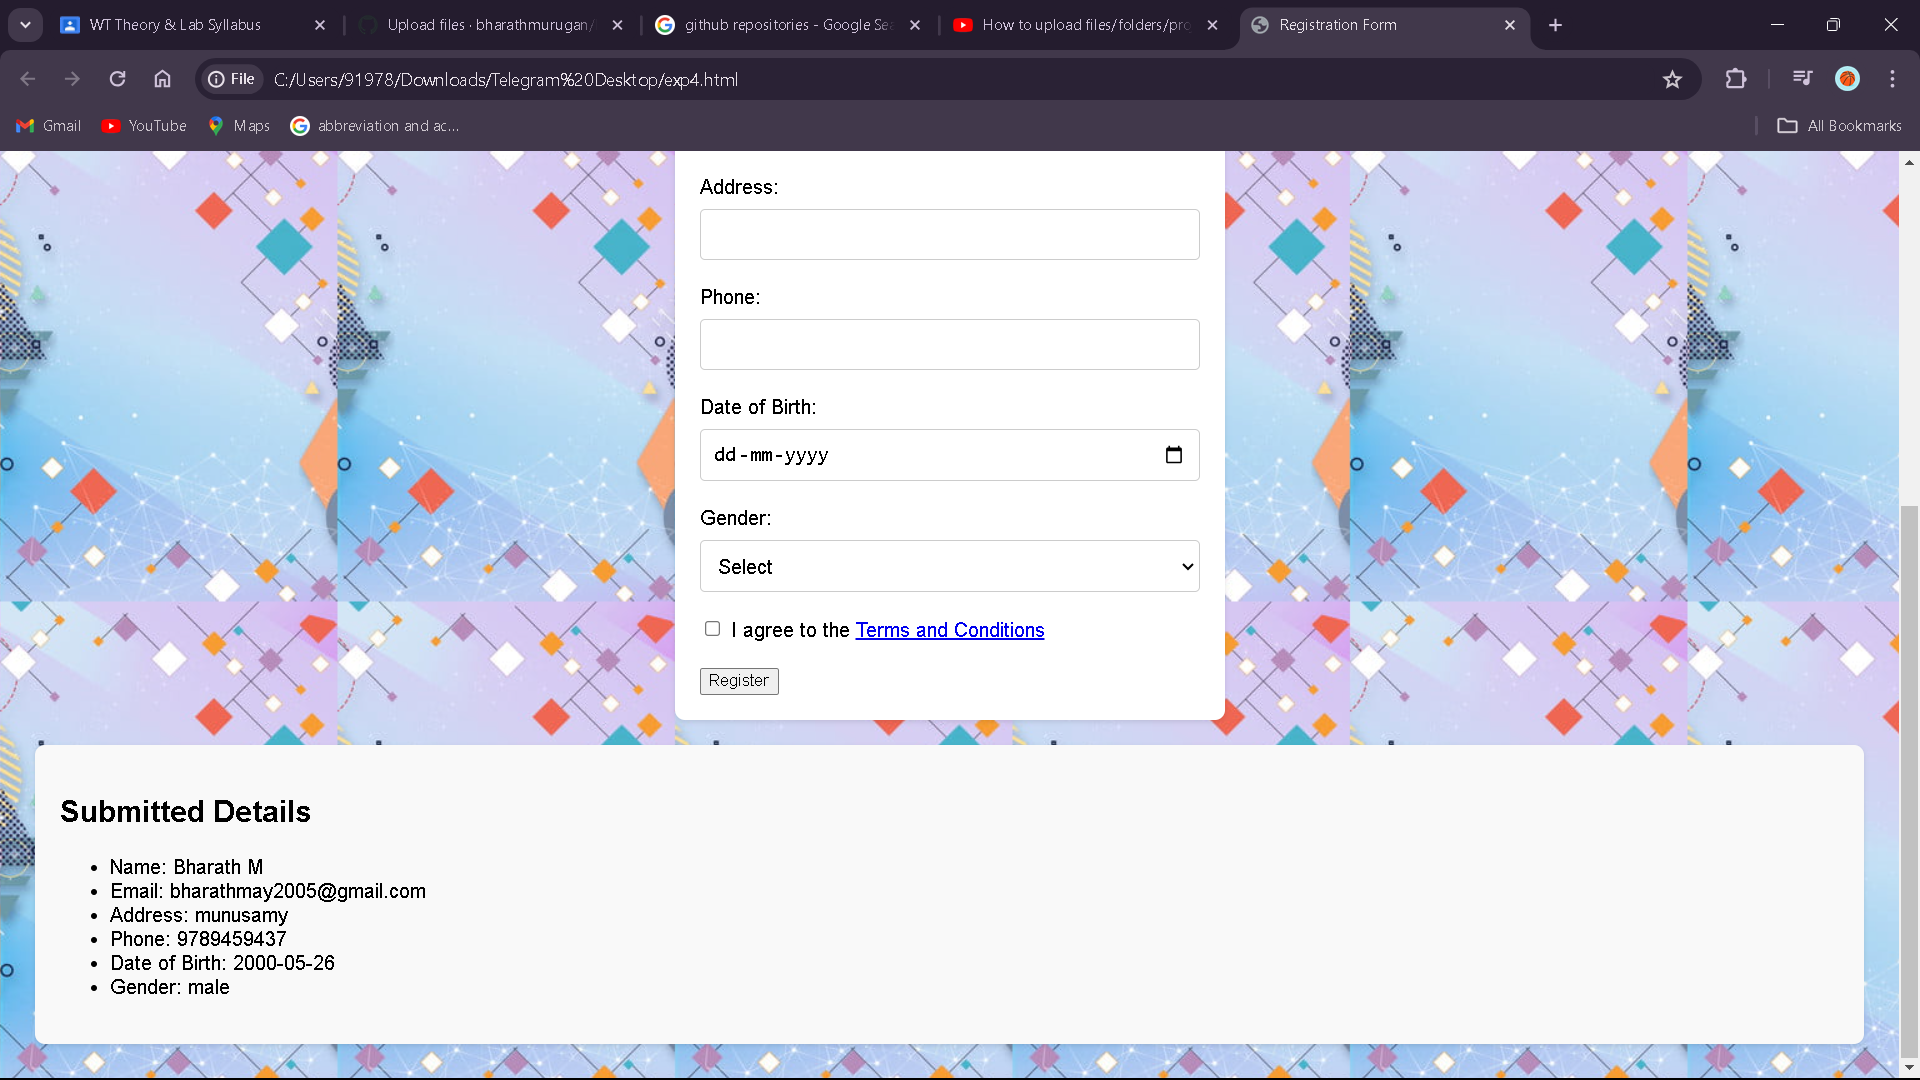 WT Theory & Lab Syllabus
Upload files · bharathmurugan/
github repositories - Google Se
How to upload files/folders/pro
Registration Form
File
C:/Users/91978/Downloads/Telegram%20Desktop/exp4.html
Gmail
YouTube
Maps
abbreviation and ac...
All Bookmarks
Address:
Phone:
Date of Birth:
dd-mm-yyyy
Gender:
Select
I agree to the Terms and Conditions
Register
Submitted Details
• Name: Bharath M
• Email: bharathmay2005@gmail.com
• Address: munusamy
• Phone: 9789459437
• Date of Birth: 2000-05-26
• Gender: male